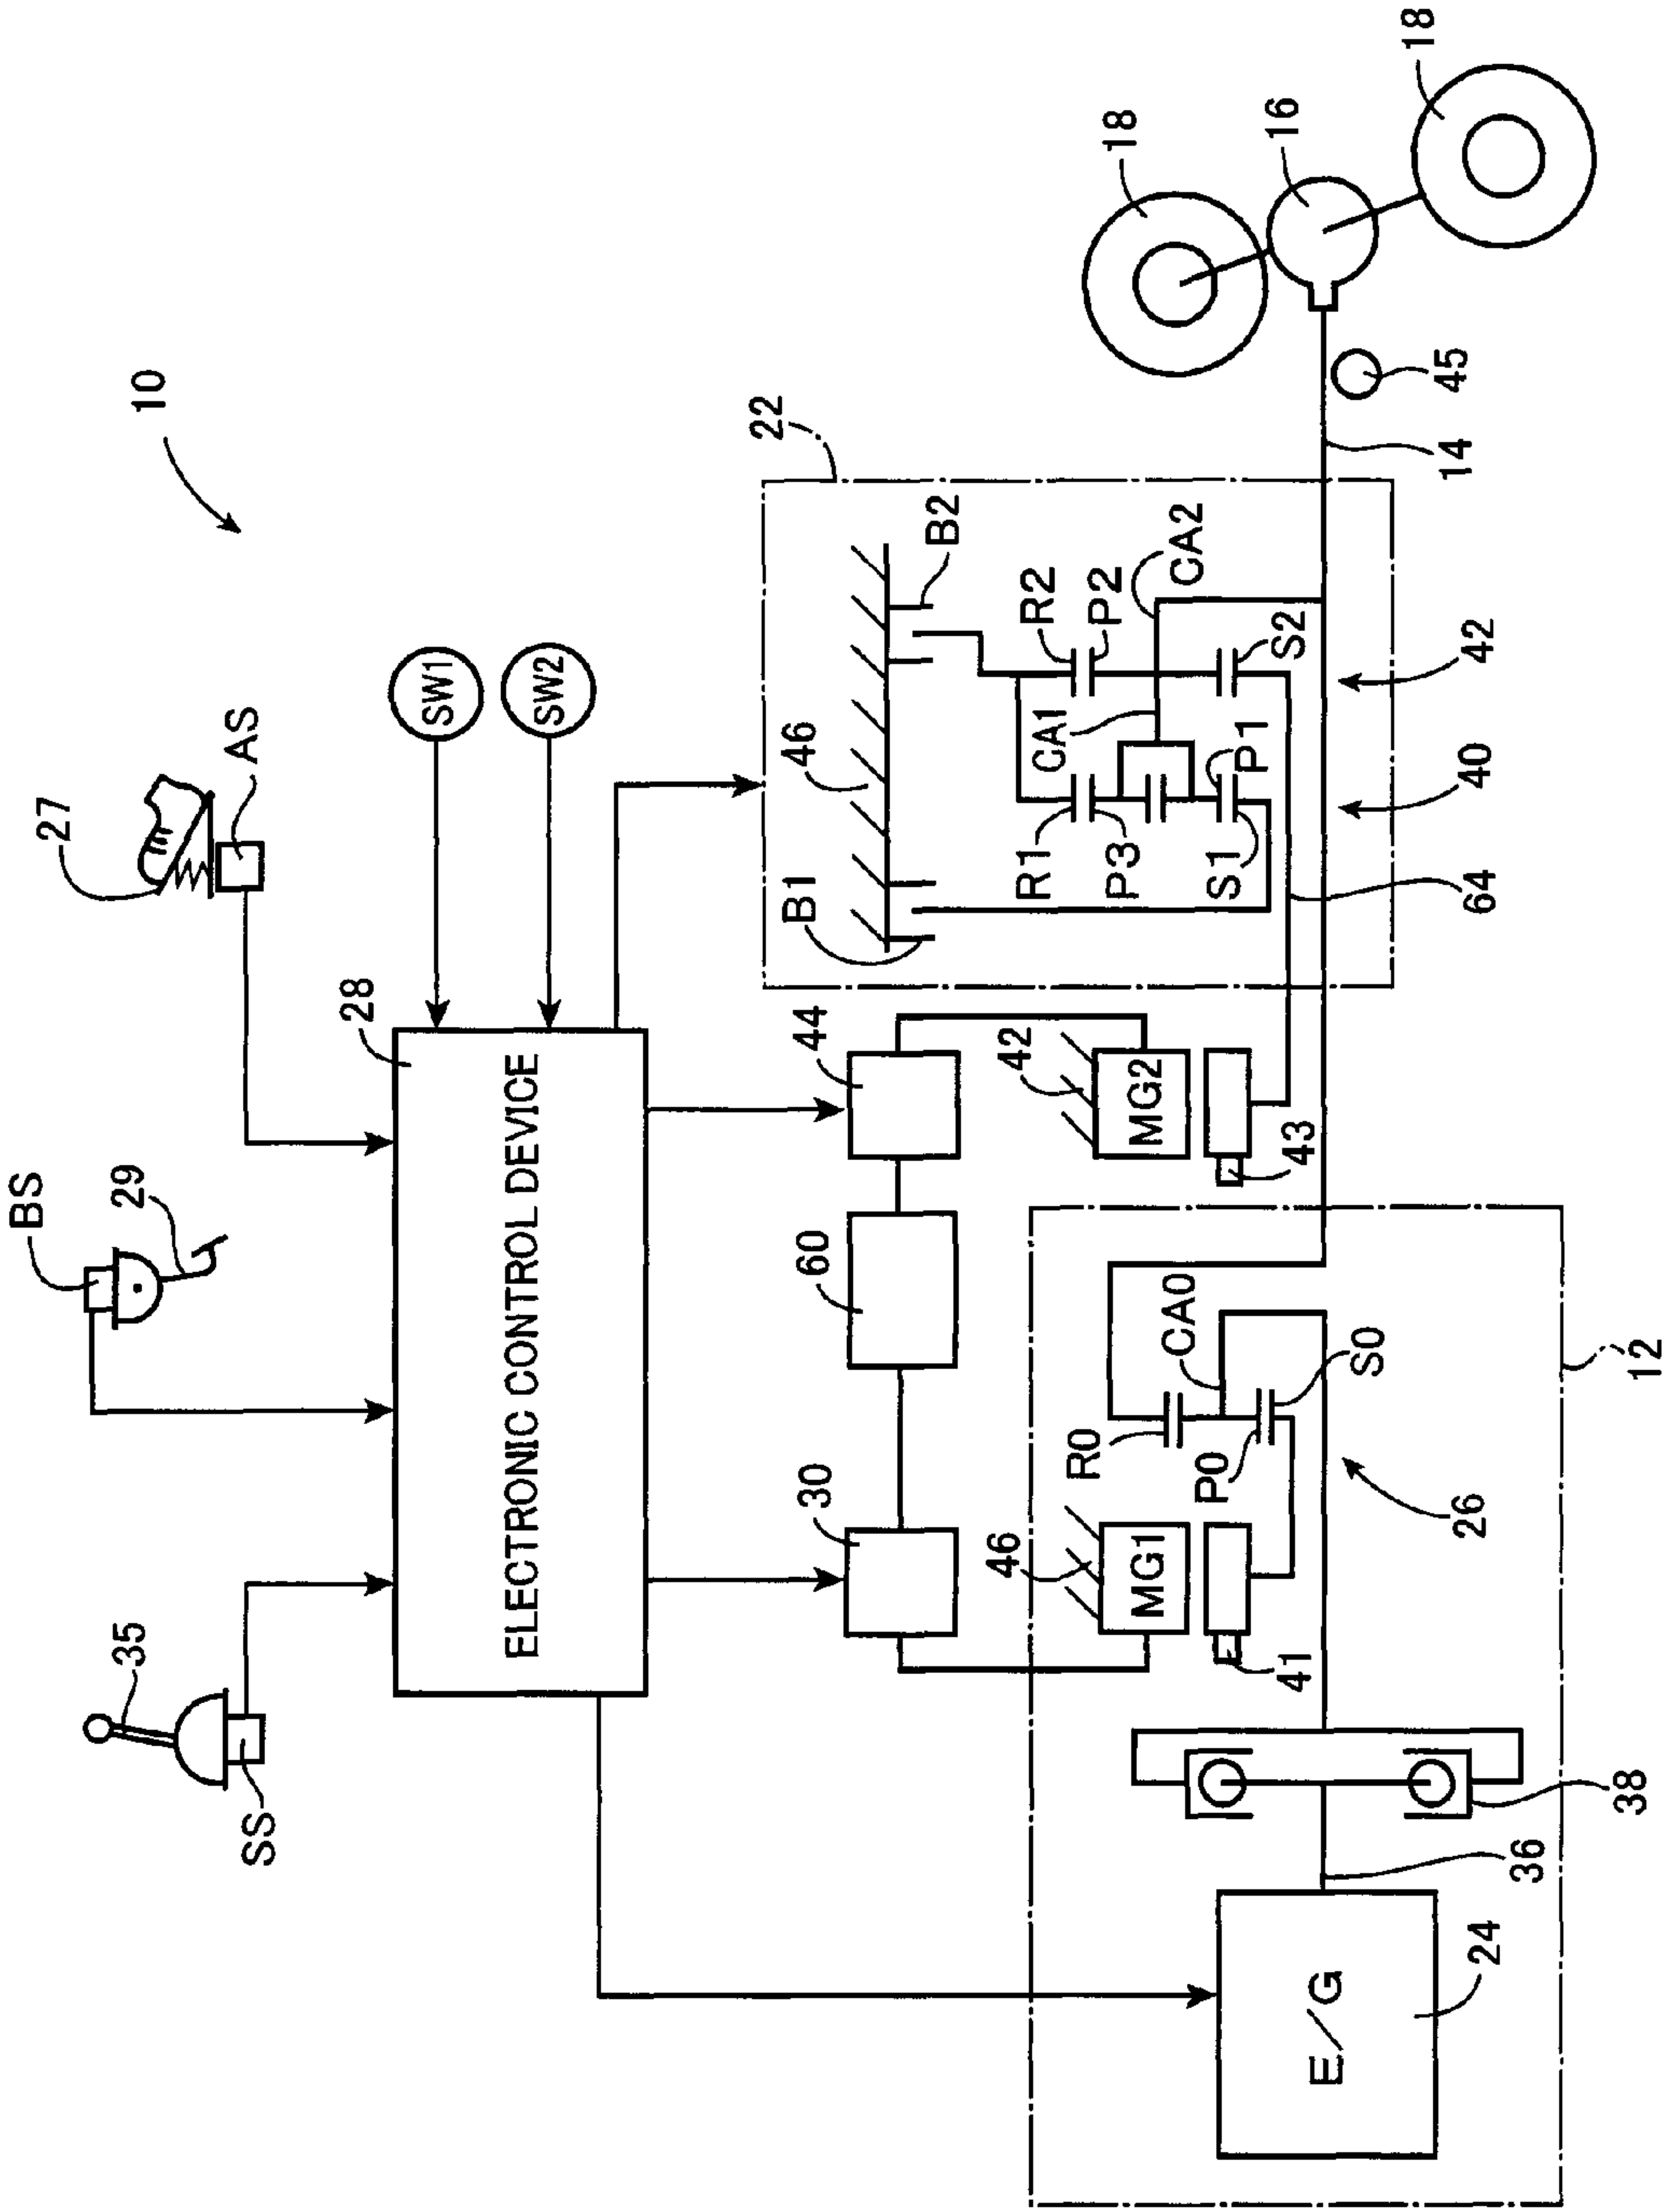 10
SS
35
BS
29
27
AS
SW1
SW2
28
ELECTRONIC CONTROL DEVICE
30
60
44
22
46
B1
B2
R1
P3
CA1
R2
P2
CA2
S1
P1
S2
64
40
42
42
MG2
43
46
MG1
41
R0
P0
CA0
S0
26
12
E/G
24
36
38
14
45
16
18
18